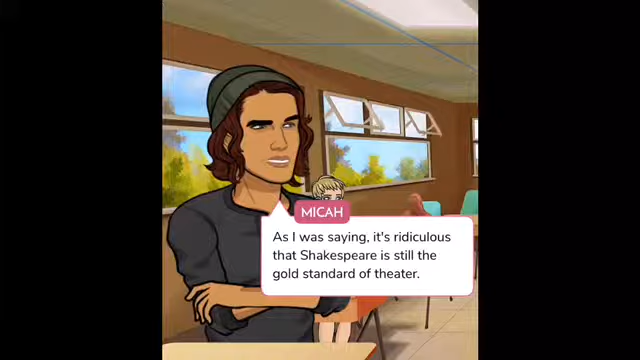 MICAH
As I was saying, it's ridiculous
that Shakespeare is still the
gold standard of theater.